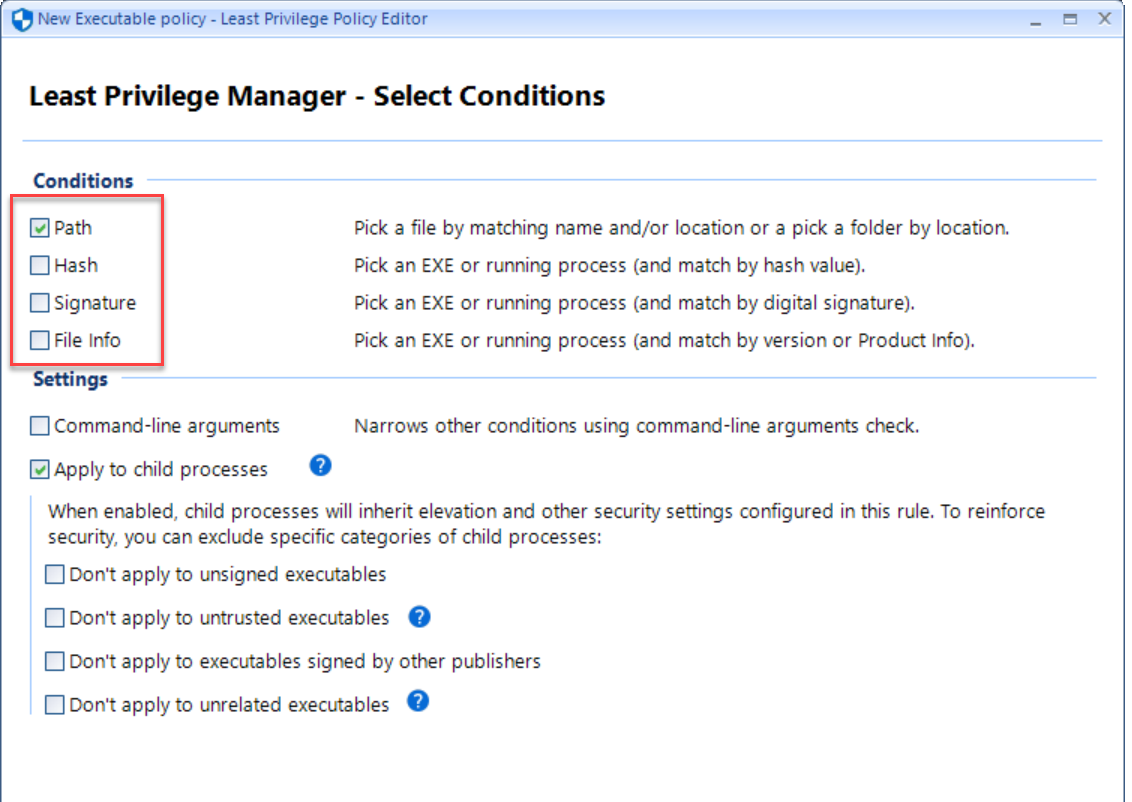 New Executable policy - Least Privilege Policy Editor
Least Privilege Manager - Select Conditions
Conditions
Path Pick a file by matching name and/or location or a pick a folder by location.
Hash Pick an EXE or running process (and match by hash value).
Signature Pick an EXE or running process (and match by digital signature).
File Info Pick an EXE or running process (and match by version or Product Info).
Settings
Command-line arguments Narrows other conditions using command-line arguments check.
Apply to child processes ?
When enabled, child processes will inherit elevation and other security settings configured in this rule. To reinforce
security, you can exclude specific categories of child processes:
Don't apply to unsigned executables
Don't apply to untrusted executables ?
Don't apply to executables signed by other publishers
Don't apply to unrelated executables ?